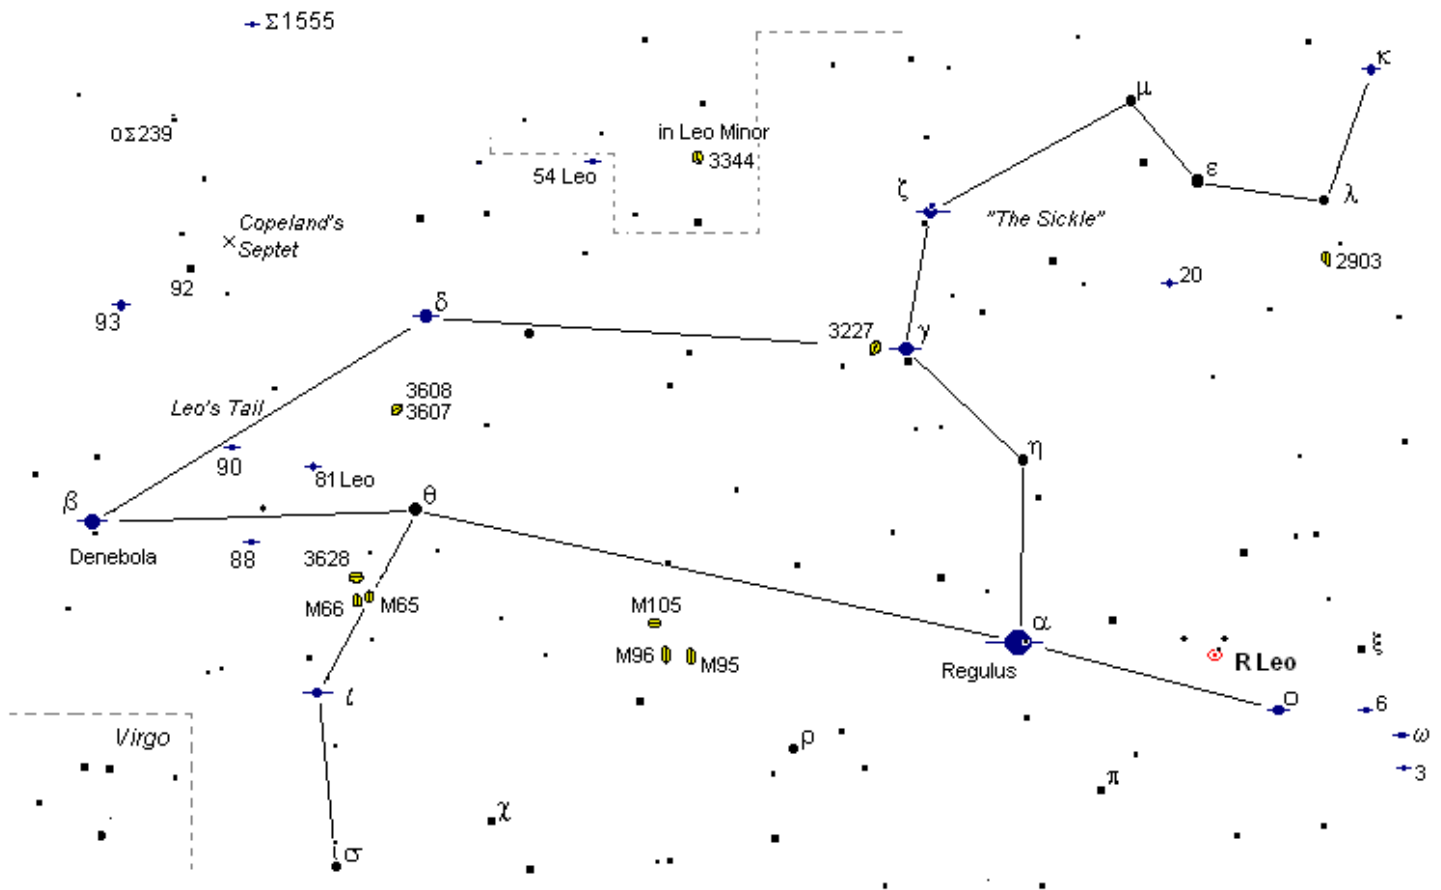 Σ1555
κ
μ
οΣ239
in Leo Minor
3344
54 Leo
ε
ζ
λ
Copeland's
Septet
"The Sickle"
2903
20
92
93
δ
3227
γ
3608
3607
Leo's Tail
90
81 Leo
η
β
θ
Denebola
88
3628
M66
M65
M105
M96
M95
α
Regulus
R Leo
ξ
ι
ο
6
Virgo
ρ
ω
3
π
χ
σ